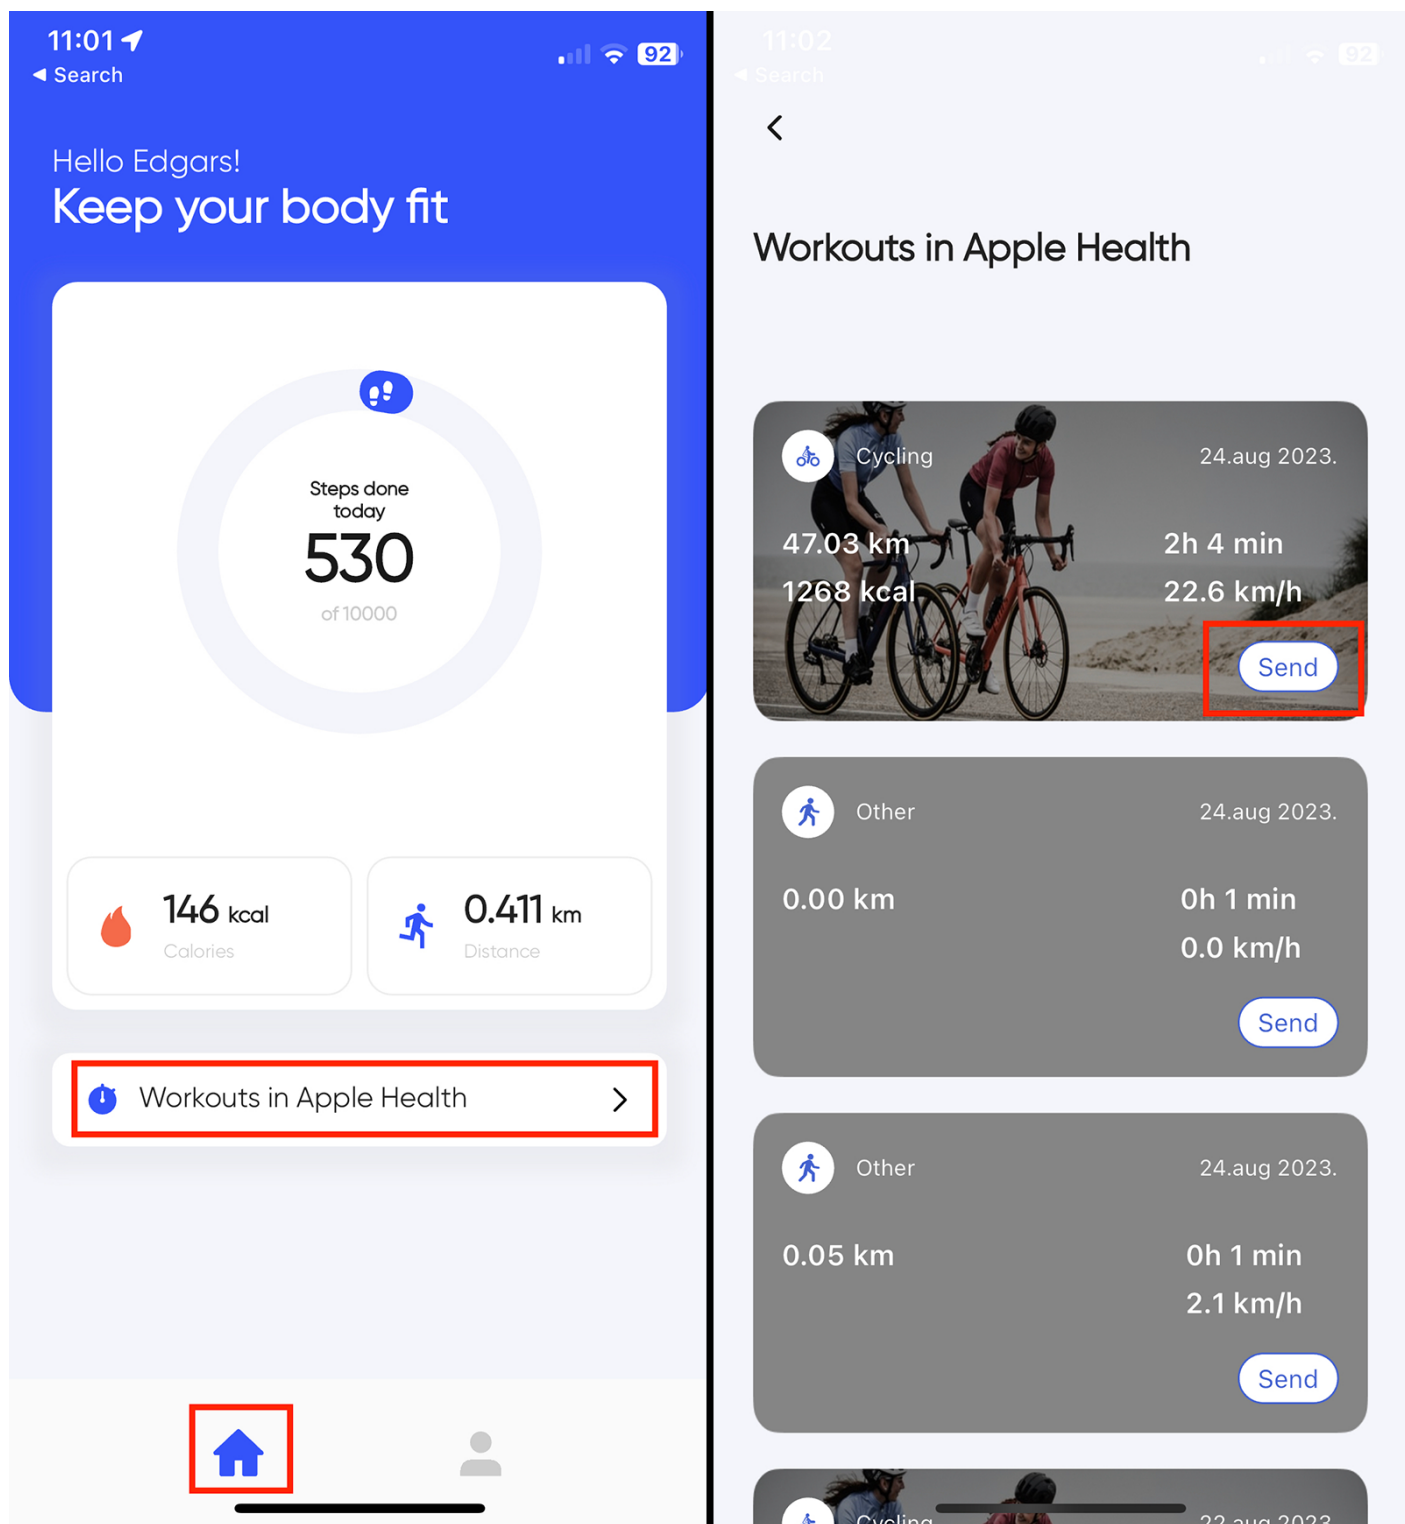 11:01
92
◀ Search
Hello Edgars!
Keep your body fit
Steps done
today
530
of 10000
146 kcal
Calories
0.411 km
Distance
Workouts in Apple Health
11:02
92
◀ Search
Workouts in Apple Health
Cycling
24.aug 2023.
47.03 km
2h 4 min
1268 kcal
22.6 km/h
Send
Other
24.aug 2023.
0.00 km
0h 1 min
0.0 km/h
Send
Other
24.aug 2023.
0.05 km
0h 1 min
2.1 km/h
Send
Cycling
22.aug 2023.